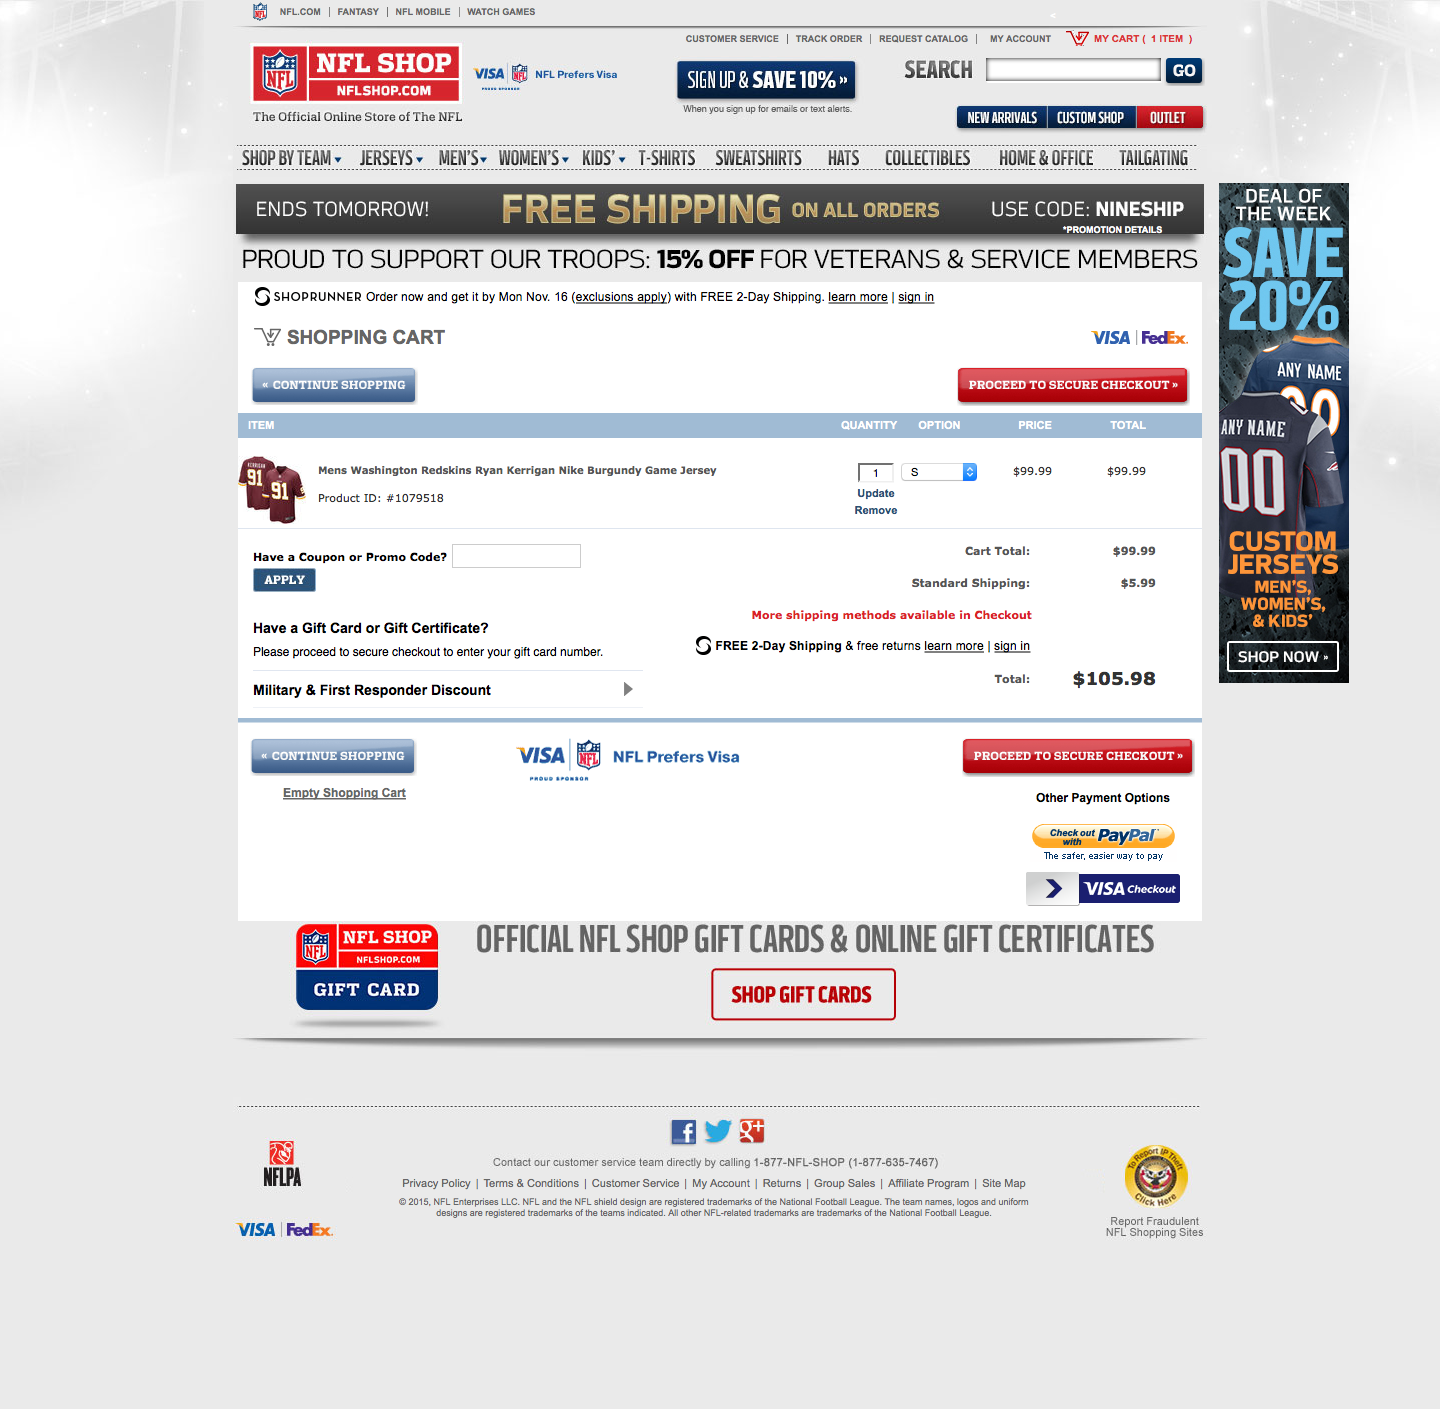 NFL.COM | FANTASY | NFL MOBILE | WATCH GAMES
CUSTOMER SERVICE | TRACK ORDER | REQUEST CATALOG | MY ACCOUNT MY CART ( 1 ITEM )
NFL
NFL SHOP
NFLSHOP.COM
The Official Online Store of The NFL
VISA NFL NFL Prefers Visa
PROUD SPONSOR
SIGN UP & SAVE 10% »
When you sign up for emails or text alerts.
SEARCH GO
NEW ARRIVALS CUSTOM SHOP OUTLET
SHOP BY TEAM JERSEYS MEN'S WOMEN'S KIDS' T-SHIRTS SWEATSHIRTS HATS COLLECTIBLES HOME & OFFICE TAILGATING
ENDS TOMORROW! FREE SHIPPING ON ALL ORDERS USE CODE: NINESHIP
*PROMOTION DETAILS
PROUD TO SUPPORT OUR TROOPS: 15% OFF FOR VETERANS & SERVICE MEMBERS
SHOPRUNNER Order now and get it by Mon Nov. 16 (exclusions apply) with FREE 2-Day Shipping. learn more | sign in
SHOPPING CART
VISA | FedEx.
« CONTINUE SHOPPING
PROCEED TO SECURE CHECKOUT »
ITEM QUANTITY OPTION PRICE TOTAL
KERRIGAN
91
91
Mens Washington Redskins Ryan Kerrigan Nike Burgundy Game Jersey
Product ID: #1079518
1 S $99.99 $99.99
Update
Remove
Have a Coupon or Promo Code?
APPLY
Cart Total: $99.99
Standard Shipping: $5.99
More shipping methods available in Checkout
Have a Gift Card or Gift Certificate?
Please proceed to secure checkout to enter your gift card number.
FREE 2-Day Shipping & free returns learn more | sign in
Military & First Responder Discount
Total: $105.98
« CONTINUE SHOPPING
Empty Shopping Cart
VISA NFL NFL Prefers Visa
PROUD SPONSOR
PROCEED TO SECURE CHECKOUT »
Other Payment Options
Check out with PayPal
The safer, easier way to pay
VISA Checkout
DEAL OF
THE WEEK
SAVE
20%
ANY NAME
00
ANY NAME
00
CUSTOM
JERSEYS
MEN'S,
WOMEN'S,
& KIDS'
SHOP NOW »
NFL
NFL SHOP
NFLSHOP.COM
GIFT CARD
OFFICIAL NFL SHOP GIFT CARDS & ONLINE GIFT CERTIFICATES
SHOP GIFT CARDS
f g+
NFLPA
VISA | FedEx.
Contact our customer service team directly by calling 1-877-NFL-SHOP (1-877-635-7467)
Privacy Policy | Terms & Conditions | Customer Service | My Account | Returns | Group Sales | Affiliate Program | Site Map
© 2015, NFL Enterprises LLC. NFL and the NFL shield design are registered trademarks of the National Football League. The team names, logos and uniform
designs are registered trademarks of the teams indicated. All other NFL-related trademarks are trademarks of the National Football League.
To Report IP Theft
Click Here
Report Fraudulent
NFL Shopping Sites